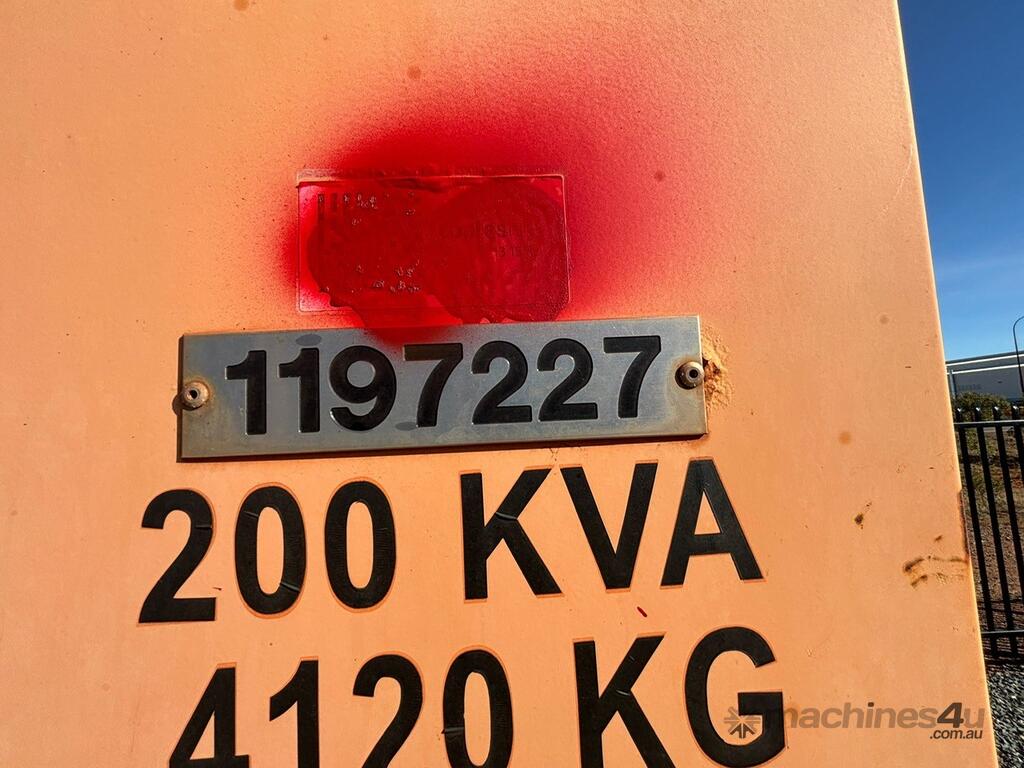 1197227
200 KVA
4120 KG
machines4u
.com.au